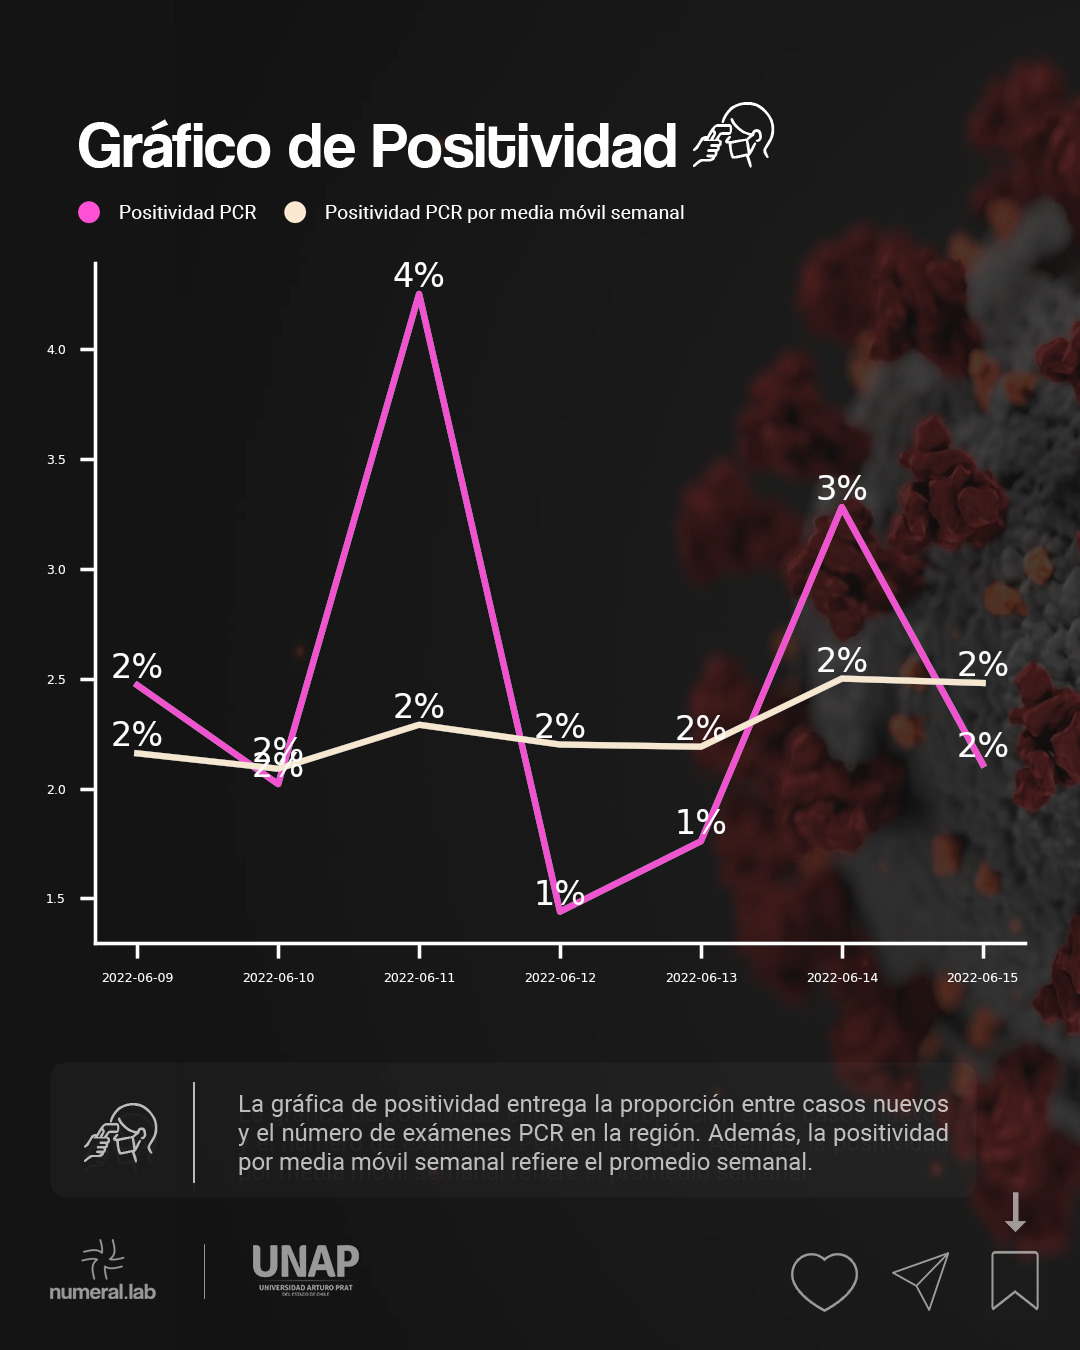 Gráfico de Positividad
Positividad PCR
Positividad PCR por media móvil semanal
4%
4.0
3.5
3%
3.0
2%
2%
2%
2.5
2%
2%
2%
2%
2%
2%
2%
2.0
1%
1%
1.5
2022-06-09
2022-06-10
2022-06-11
2022-06-12
2022-06-13
2022-06-14
2022-06-15
La gráfica de positividad entrega la proporción entre casos nuevos
y el número de exámenes PCR en la región. Además, la positividad
por media móvil semanal refiere el promedio semanal.
numeral.lab
UNAP
UNIVERSIDAD ARTURO PRAT
DEL ESTADO DE CHILE